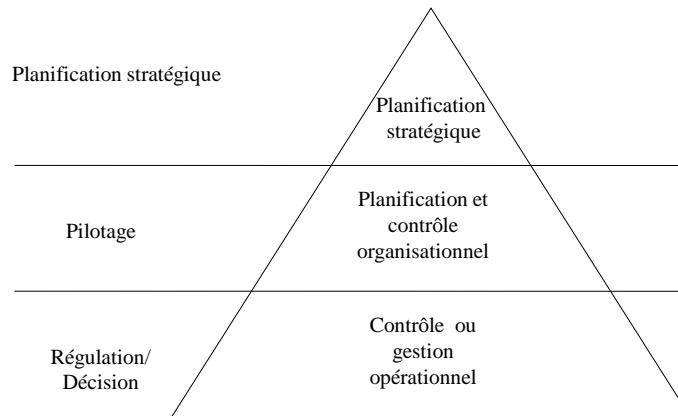 Planification stratégique
Planification
stratégique
Pilotage
Planification et
contrôle
organisationnel
Régulation/
Décision
Contrôle ou
gestion
opérationnel